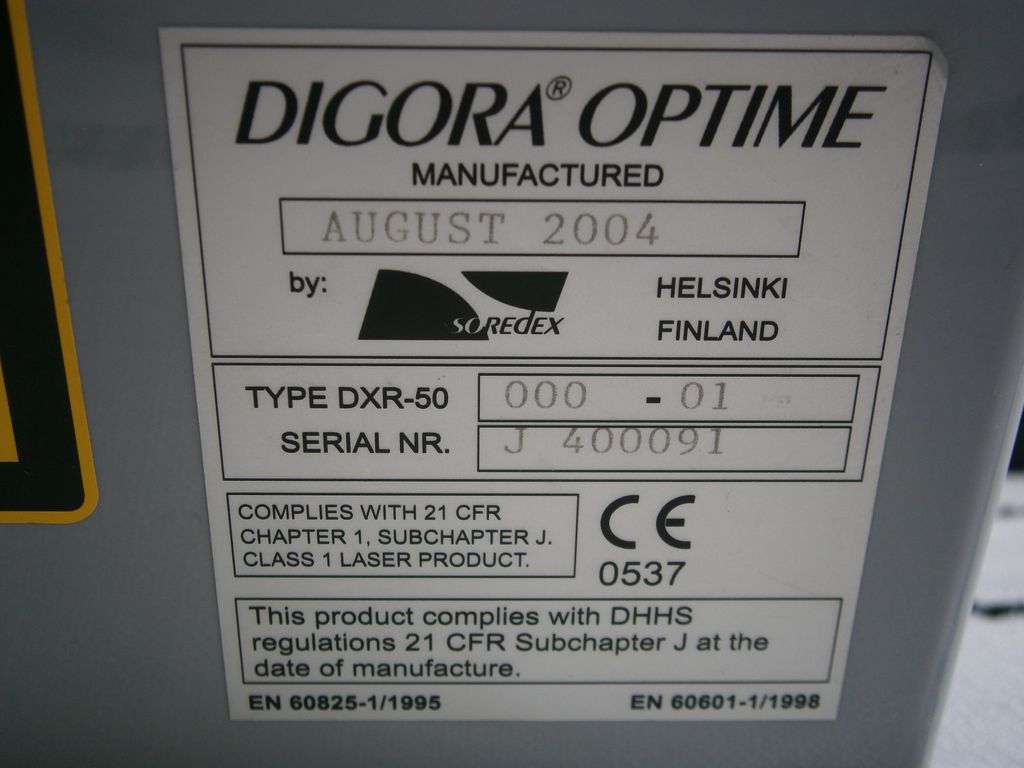 DIGORA® OPTIME
MANUFACTURED
AUGUST 2004
by:
SOREDEX
HELSINKI
FINLAND
TYPE DXR-50 000 - 01
SERIAL NR. J 400091
COMPLIES WITH 21 CFR
CHAPTER 1, SUBCHAPTER J.
CLASS 1 LASER PRODUCT.
CE
0537
This product complies with DHHS
regulations 21 CFR Subchapter J at the
date of manufacture.
EN 60825-1/1995 EN 60601-1/1998